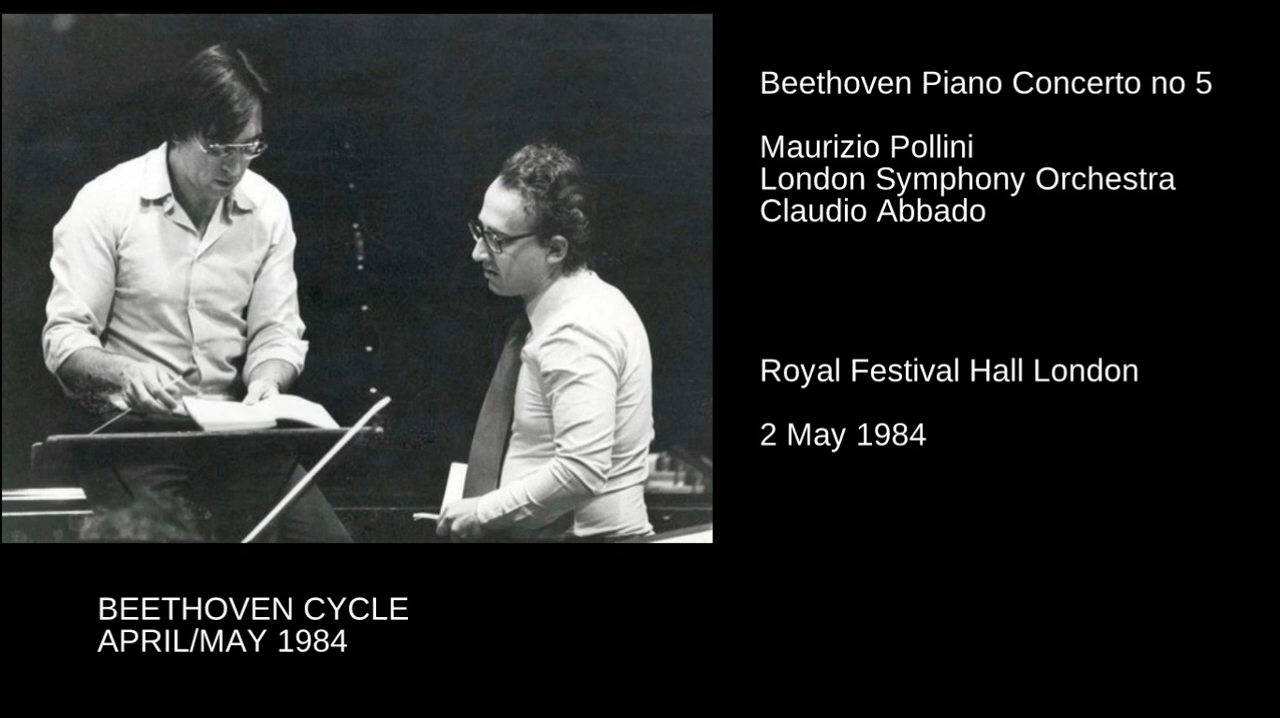 Beethoven Piano Concerto no 5
Maurizio Pollini
London Symphony Orchestra
Claudio Abbado
Royal Festival Hall London
2 May 1984
BEETHOVEN CYCLE
APRIL/MAY 1984